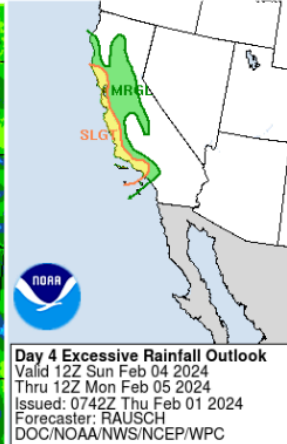 MRGL
SLGT
NOAA
Day 4 Excessive Rainfall Outlook
Valid 12Z Sun Feb 04 2024
Thru 12Z Mon Feb 05 2024
Issued: 0742Z Thu Feb 01 2024
Forecaster: RAUSCH
DOC/NOAA/NWS/NCEP/WPC